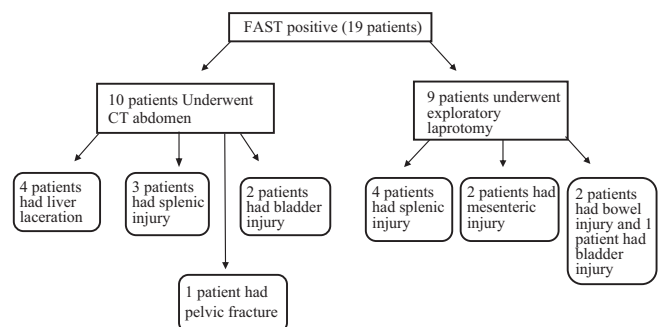 FAST positive (19 patients)
10 patients Underwent
CT abdomen
9 patients underwent
exploratory
laprotomy
4 patients
had liver
laceration
3 patients
had splenic
injury
2 patients
had bladder
injury
1 patient had
pelvic fracture
4 patients
had splenic
injury
2 patients had
mesenteric
injury
2 patients
had bowel
injury and 1
patient had
bladder
injury